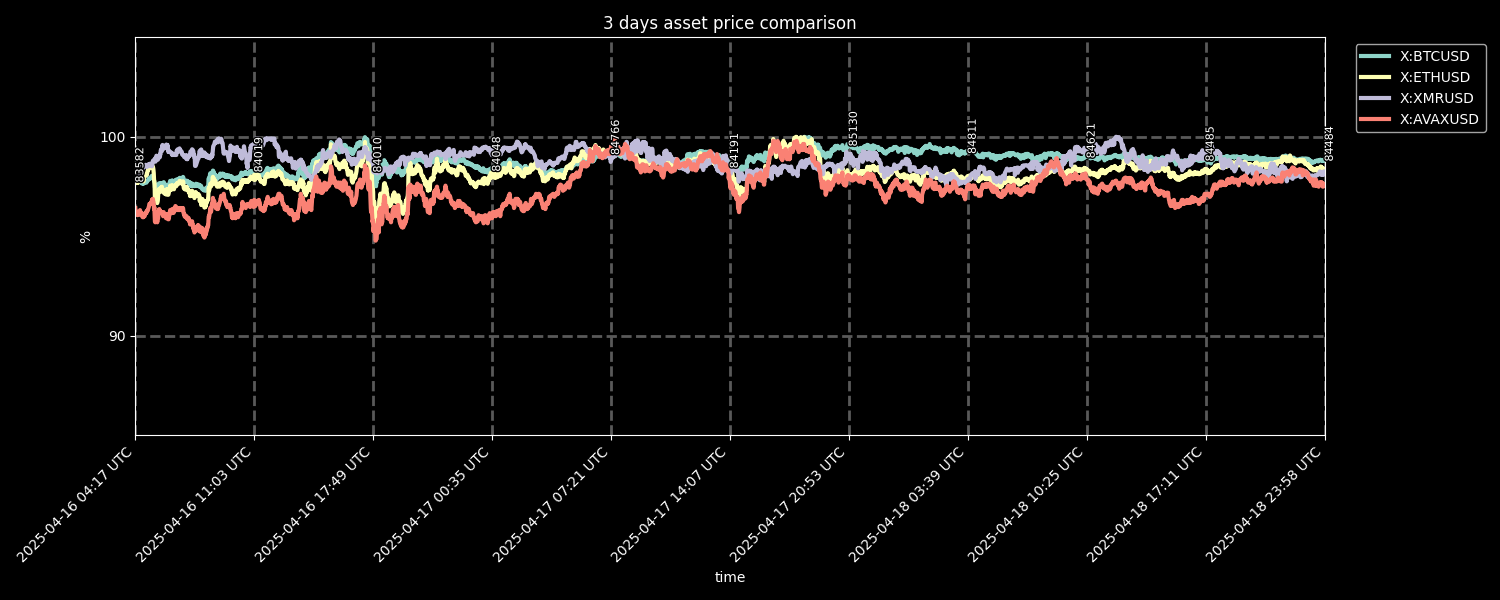 3 days asset price comparison
X:BTCUSD
X:ETHUSD
X:XMRUSD
X:AVAXUSD
100
90
%
83582
84019
84010
84048
84766
84191
85130
84811
84621
84485
84484
2025-04-16 04:17 UTC
2025-04-16 11:03 UTC
2025-04-16 17:49 UTC
2025-04-17 00:35 UTC
2025-04-17 07:21 UTC
2025-04-17 14:07 UTC
2025-04-17 20:53 UTC
2025-04-18 03:39 UTC
2025-04-18 10:25 UTC
2025-04-18 17:11 UTC
2025-04-18 23:58 UTC
time